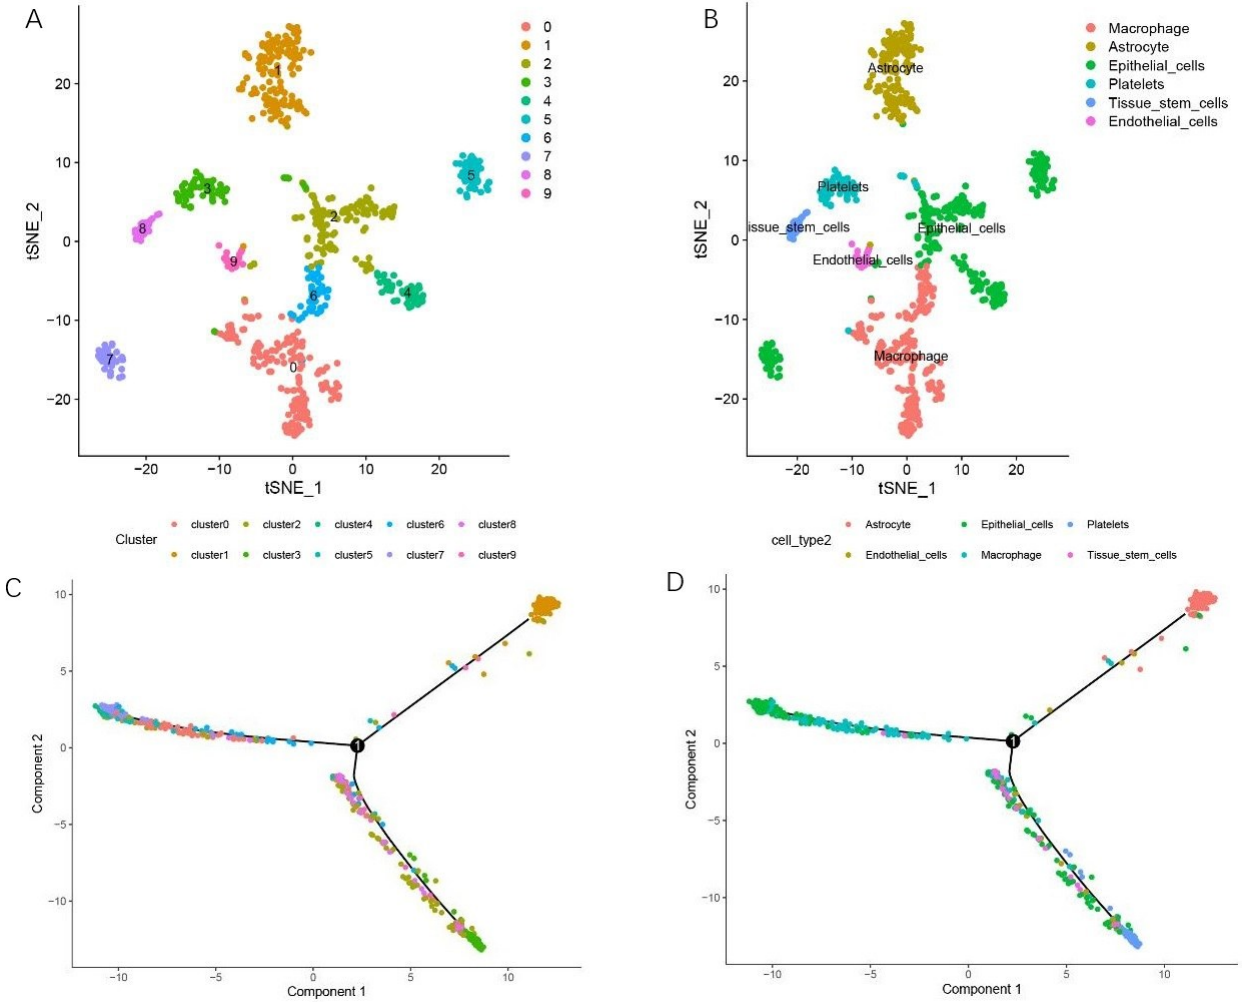 A
0
1
2
3
4
5
6
7
8
9
1
5
3
2
8
9
4
6
7
0
20
10
0
−10
−20
tSNE_2
−20
−10
0
10
20
tSNE_1
B
Macrophage
Astrocyte
Epithelial_cells
Platelets
Tissue_stem_cells
Endothelial_cells
Astrocyte
Platelets
issue_stem_cells
Epithelial_cells
Endothelial_cells
Macrophage
20
10
0
−10
−20
tSNE_2
−20
−10
0
10
20
tSNE_1
Cluster
cluster0
cluster2
cluster4
cluster6
cluster8
cluster1
cluster3
cluster5
cluster7
cluster9
C
10
5
0
−5
−10
Component 2
1
−10
−5
0
5
10
Component 1
cell_type2
Astrocyte
Epithelial_cells
Platelets
Endothelial_cells
Macrophage
Tissue_stem_cells
D
10
5
0
−5
−10
Component 2
1
−10
−5
0
5
10
Component 1